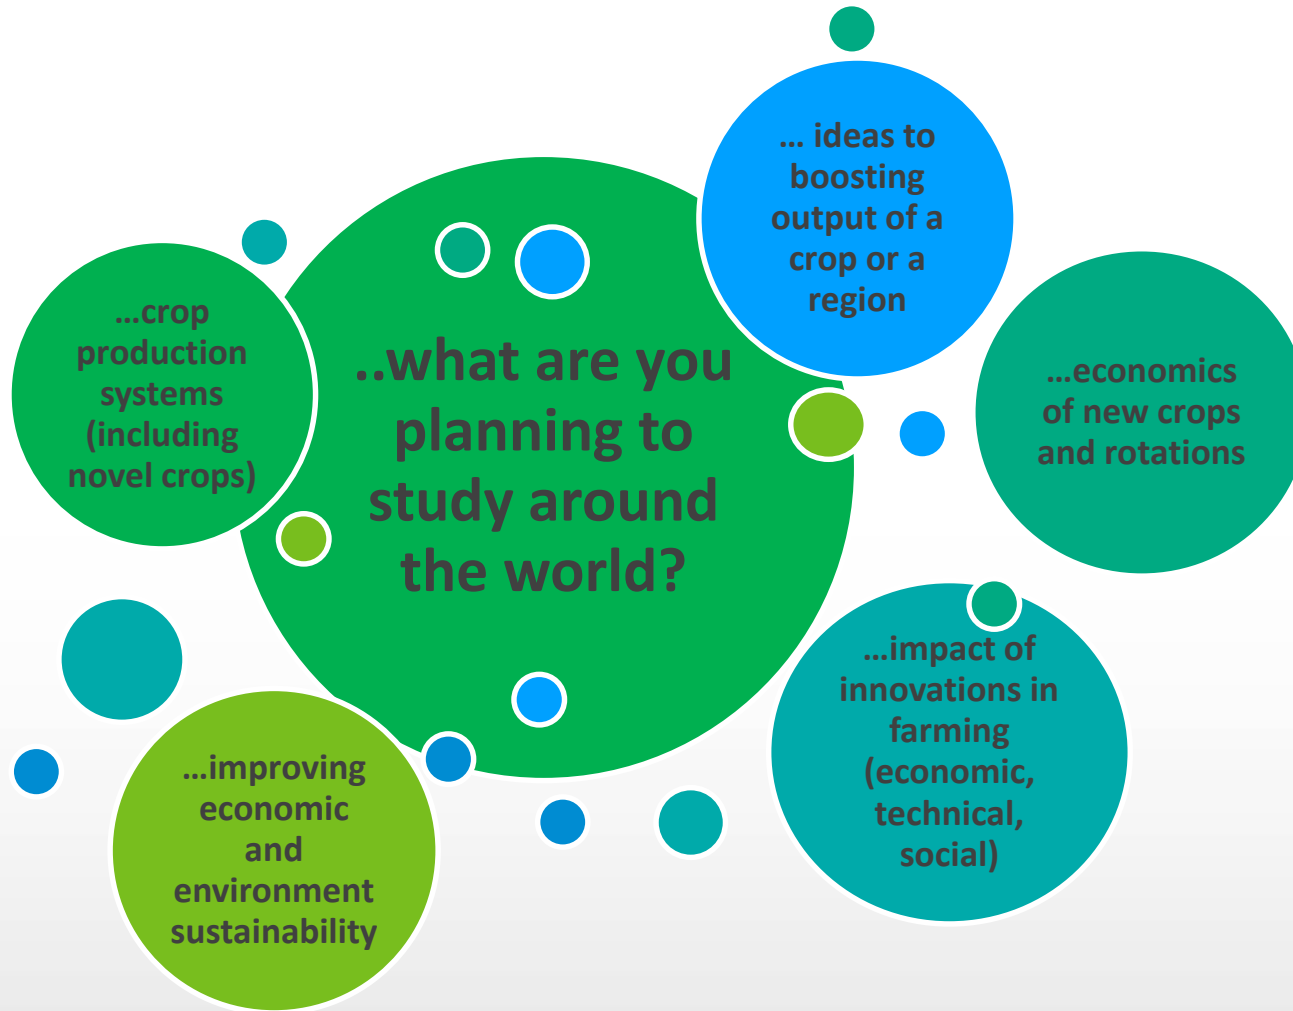 ... ideas to
boosting
output of a
crop or a
region
...crop
production
systems
(including
novel crops)
..what are you
planning to
study around
the world?
...economics
of new crops
and rotations
...impact of
innovations in
farming
(economic,
technical,
social)
...improving
economic
and
environment
sustainability